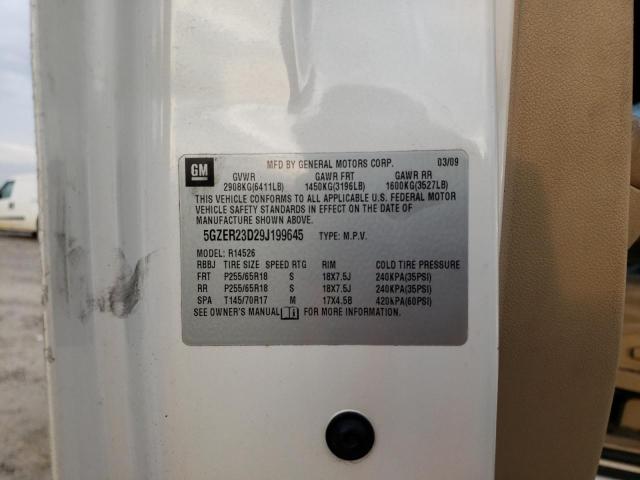 GM
MFD BY GENERAL MOTORS CORP. 03/09
GVWR GAWR FRT GAWR RR
2908KG(6411LB) 1450KG(3196LB) 1600KG(3527LB)
THIS VEHICLE CONFORMS TO ALL APPLICABLE U.S. FEDERAL MOTOR
VEHICLE SAFETY STANDARDS IN EFFECT ON THE DATE OF
MANUFACTURE SHOWN ABOVE.
5GZER23D29J199645 TYPE: M.P.V.
MODEL: R14526
RBBJ TIRE SIZE SPEED RTG RIM COLD TIRE PRESSURE
FRT P255/65R18 S 18X7.5J 240KPA(35PSI)
RR P255/65R18 S 18X7.5J 240KPA(35PSI)
SPA T145/70R17 M 17X4.5B 420KPA(60PSI)
SEE OWNER'S MANUAL FOR MORE INFORMATION.